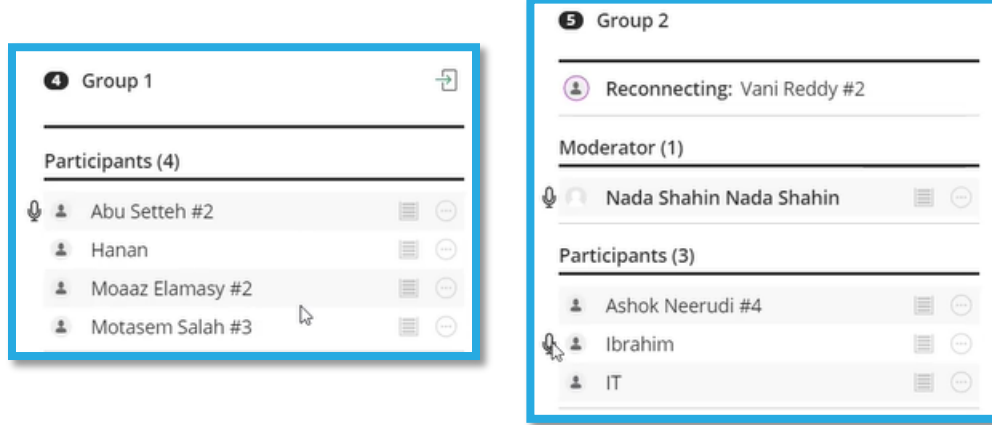 4 Group 1
Participants (4)
Abu Setteh #2
Hanan
Moaaz Elamasy #2
Motasem Salah #3
5 Group 2
Reconnecting: Vani Reddy #2
Moderator (1)
Nada Shahin Nada Shahin
Participants (3)
Ashok Neerudi #4
Ibrahim
IT